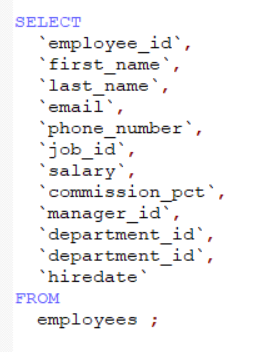 SELECT
`employee_id`,
`first_name`,
`last_name`,
`email`,
`phone_number`,
`job_id`,
`salary`,
`commission_pct`,
`manager_id`,
`department_id`,
`department_id`,
`hiredate`
FROM
employees ;